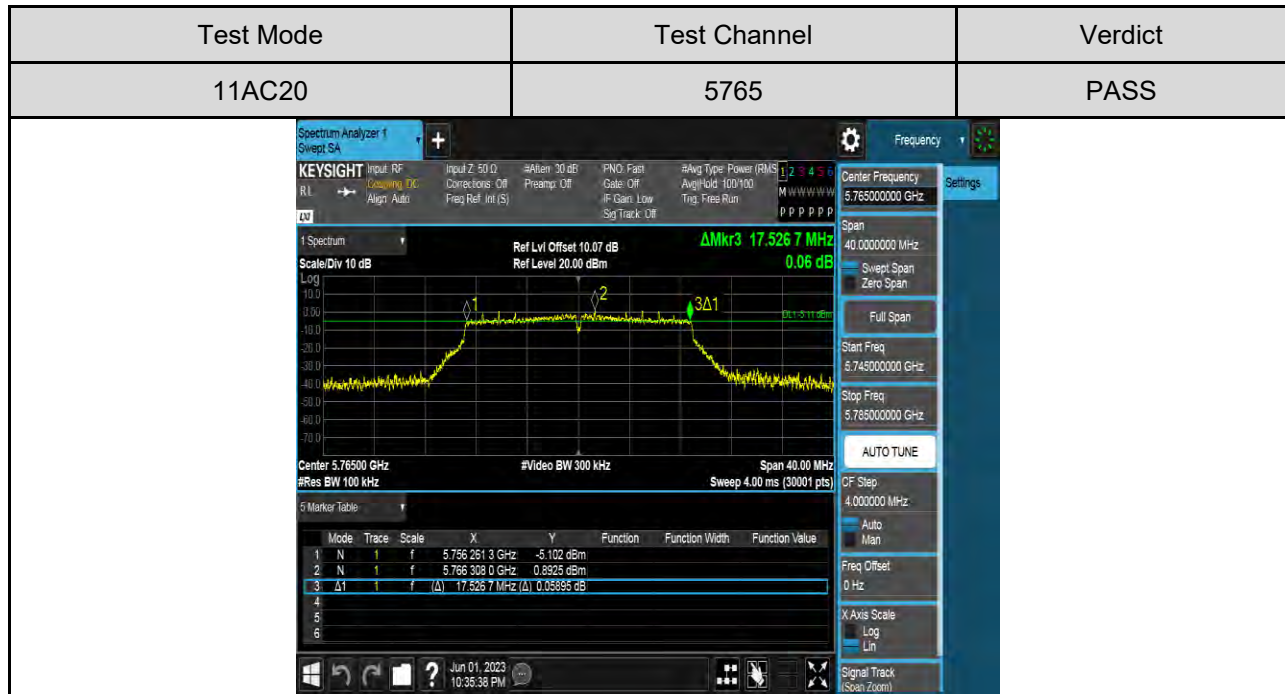 Test Mode Test Channel Verdict
11AC20 5765 PASS
Spectrum Analyzer 1
Swept SA
+
Frequency
KEYSIGHT Input: RF Input Z: 50 Ω #Atten: 30 dB PNO: Fast #Avg Type: Power (RMS 1 2 3 4 5 6
RL Coupling: DC Corrections: Off Preamp: Off Gate: Off Avg|Hold: 100/100 M W W W W W
Align: Auto Freq Ref: Int (S) IF Gain: Low Trig: Free Run
LXI Sig Track: Off P P P P P P
Center Frequency
5.765000000 GHz
Settings
Span
40.0000000 MHz
Swept Span
Zero Span
Full Span
Start Freq
5.745000000 GHz
Stop Freq
5.785000000 GHz
AUTO TUNE
CF Step
4.000000 MHz
Auto
Man
Freq Offset
0 Hz
X Axis Scale
Log
Lin
Signal Track
(Span Zoom)
1 Spectrum
Ref Lvl Offset 10.07 dB ΔMkr3 17.526 7 MHz
Scale/Div 10 dB Ref Level 20.00 dBm 0.06 dB
Log
10.0
0.00
-10.0
-20.0
-30.0
-40.0
-50.0
-60.0
-70.0
1
2
3Δ1
DL1 -5.11 dBm
Center 5.76500 GHz #Video BW 300 kHz Span 40.00 MHz
#Res BW 100 kHz Sweep 4.00 ms (30001 pts)
5 Marker Table
Mode Trace Scale X Y Function Function Width Function Value
1 N 1 f 5.756 261 3 GHz -5.102 dBm
2 N 1 f 5.766 308 0 GHz 0.8925 dBm
3 Δ1 1 f (Δ) 17.526 7 MHz (Δ) 0.05895 dB
4
5
6
? Jun 01, 2023
10:35:38 PM